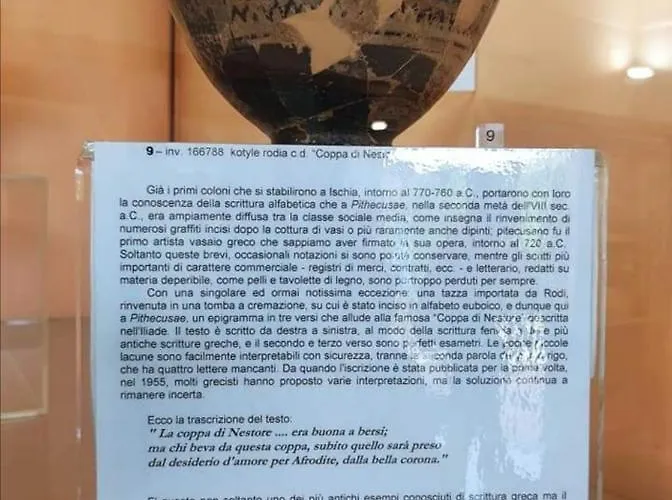 9
9 – inv. 166788 kotyle rodia c.d. "Coppa di
Già i primi coloni che si stabilirono a Ischia, intorno al 770-760 a.C., portarono con loro
la conoscenza della scrittura alfabetica che a Pithecusae, nella seconda metà dell'VIII sec.
a.C., era ampiamente diffusa tra la classe sociale media, come insegna il rinvenimento di
numerosi graffiti incisi dopo la cottura di vasi o più raramente anche dipinti; pitecusano fu il
primo artista vasaio greco che sappiamo aver firmato la sua opera, intorno al 720 a.C.
Soltanto queste brevi, occasionali notazioni si sono potute conservare, mentre gli scritti più
importanti di carattere commerciale - registri di merci, contratti, ecc. - e letterario, redatti su
materia deperibile, come pelli e tavolette di legno, sono purtroppo perduti per sempre.
Con una singolare ed ormai notissima eccezione: una tazza importata da Rodi,
rinvenuta in una tomba a cremazione, su cui è stato inciso in alfabeto euboico, e dunque qui
a Pithecusae, un epigramma in tre versi che allude alla famosa "Coppa di Nestore" descritta
nell'Iliade. Il testo è scritto da destra a sinistra, al modo della scrittura e più
antiche scritture greche, e il secondo e terzo verso sono perfetti esametri. Le poche piccole
lacune sono facilmente interpretabili con sicurezza, tranne la seconda parola rigo,
che ha quattro lettere mancanti. Da quando l'iscrizione è stata pubblicata per la prima volta,
nel 1955, molti grecisti hanno proposto varie interpretazioni, ma la soluzione continua a
rimanere incerta.
Ecco la trascrizione del testo:
" La coppa di Nestore .... era buona a bersi;
ma chi beva da questa coppa, subito quello sarà preso
dal desiderio d'amore per Afrodite, dalla bella corona."
non soltanto uno dei più antichi esempi conosciuti di scrittura greca ma il